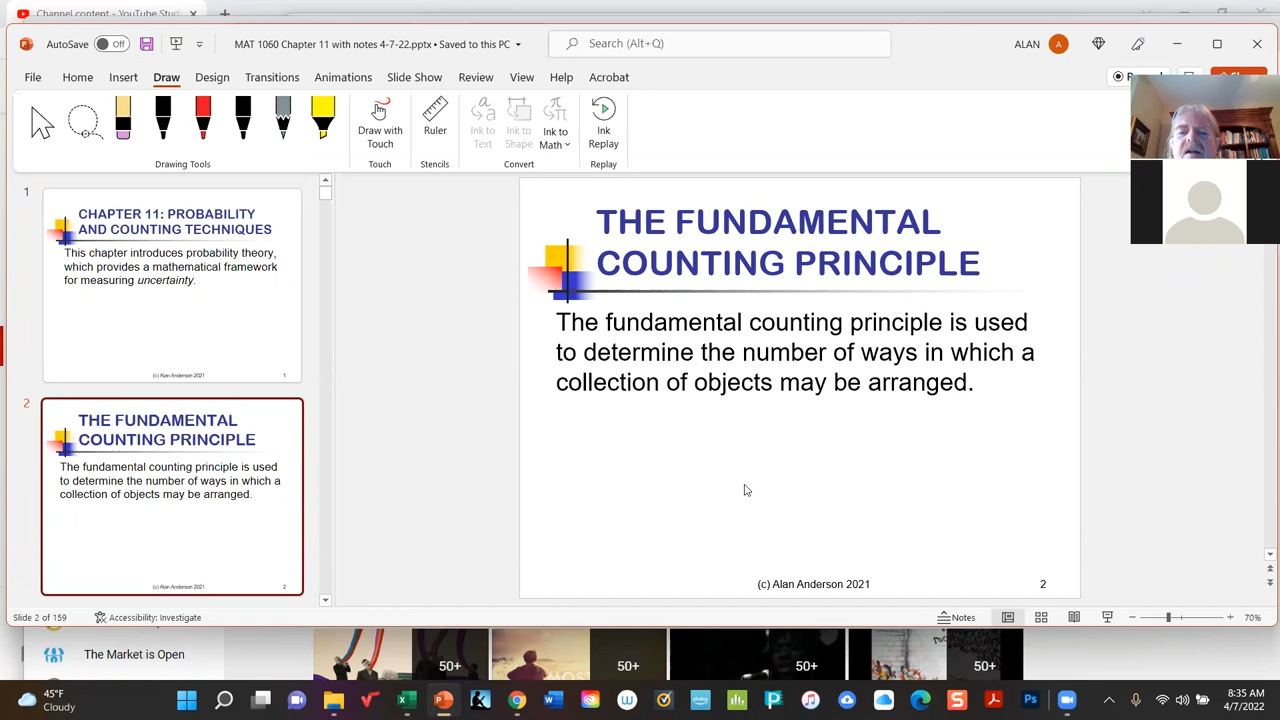 Channel content - YouTube Studio
AutoSave
Off
MAT 1060 Chapter 11 with notes 4-7-22.pptx • Saved to this PC
Search (Alt+Q)
ALAN
A
File
Home
Insert
Draw
Design
Transitions
Animations
Slide Show
Review
View
Help
Acrobat
Draw with
Touch
Ruler
Ink to
Text
Ink to
Shape
Ink to
Math
Ink
Replay
Drawing Tools
Touch
Stencils
Convert
Replay
1
CHAPTER 11: PROBABILITY
AND COUNTING TECHNIQUES
This chapter introduces probability theory,
which provides a mathematical framework
for measuring uncertainty.
(c) Alan Anderson 2021
1
2
THE FUNDAMENTAL
COUNTING PRINCIPLE
The fundamental counting principle is used
to determine the number of ways in which a
collection of objects may be arranged.
(c) Alan Anderson 2021
2
THE FUNDAMENTAL
COUNTING PRINCIPLE
The fundamental counting principle is used
to determine the number of ways in which a
collection of objects may be arranged.
(c) Alan Anderson 2021
2
Slide 2 of 159
Accessibility: Investigate
Notes
70%
The Market is Open
50+
50+
50+
50+
45°F
Cloudy
8:35 AM
4/7/2022